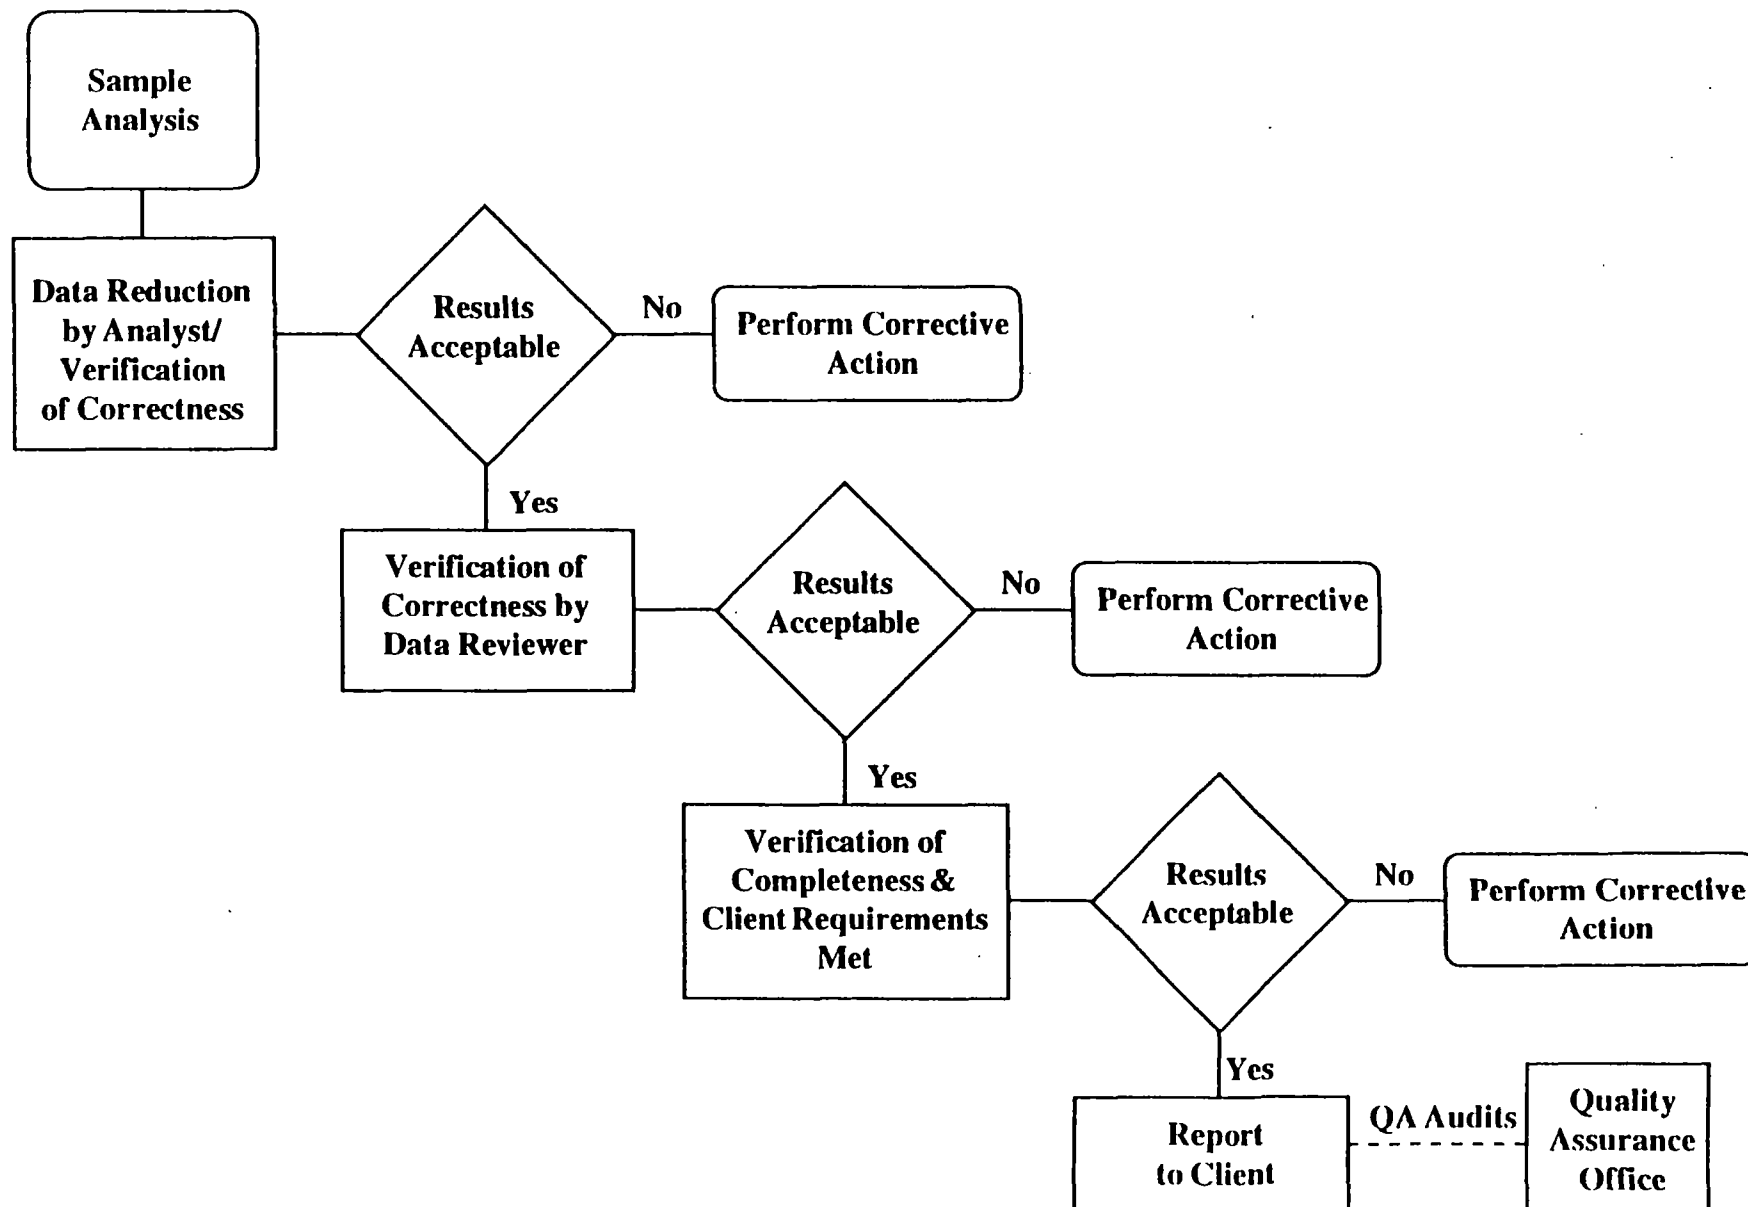 Sample
Analysis
Data Reduction
by Analyst/
Verification
of Correctness
Results
Acceptable
No
Perform Corrective
Action
Yes
Verification of
Correctness by
Data Reviewer
Results
Acceptable
No
Perform Corrective
Action
Yes
Verification of
Completeness &
Client Requirements
Met
Results
Acceptable
No
Perform Corrective
Action
Yes
Report
to Client
QA Audits
Quality
Assurance
Office